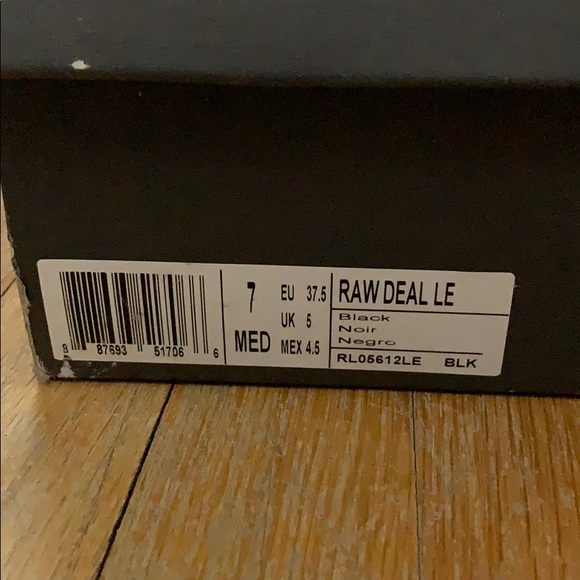 8 87693 51706 6
7
MED
EU 37.5
UK 5
MEX 4.5
RAW DEAL LE
Black
Noir
Negro
RL05612LE BLK